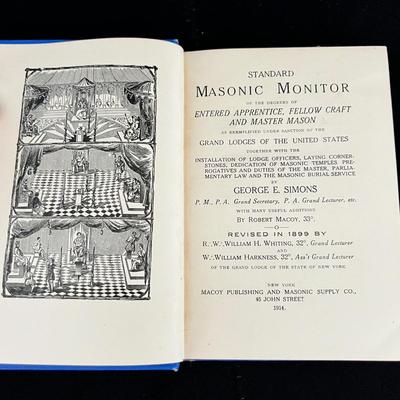 STANDARD
MASONIC MONITOR
OF THE DEGREES OF
ENTERED APPRENTICE, FELLOW CRAFT
AND MASTER MASON
AS EXEMPLIFIED UNDER SANCTION OF THE
GRAND LODGES OF THE UNITED STATES
TOGETHER WITH THE
INSTALLATION OF LODGE OFFICERS, LAYING CORNER-
STONES, DEDICATION OF MASONIC TEMPLES, PRE-
ROGATIVES AND DUTIES OF THE MASTER, PARLIA-
MENTARY LAW AND THE MASONIC BURIAL SERVICE
BY
GEORGE E. SIMONS
P. M., P. A. Grand Secretary, P. A. Grand Lecturer, etc.
WITH MANY USEFUL ADDITIONS
BY ROBERT MACOY, 33°.
REVISED IN 1899 BY
R∴W∴WILLIAM H. WHITING, 32°, Grand Lecturer
AND
W∴WILLIAM HARKNESS, 32°, Ass's Grand Lecturer
OF THE GRAND LODGE OF THE STATE OF NEW YORK
NEW YORK
MACOY PUBLISHING AND MASONIC SUPPLY CO.,
45 JOHN STREET
1914.